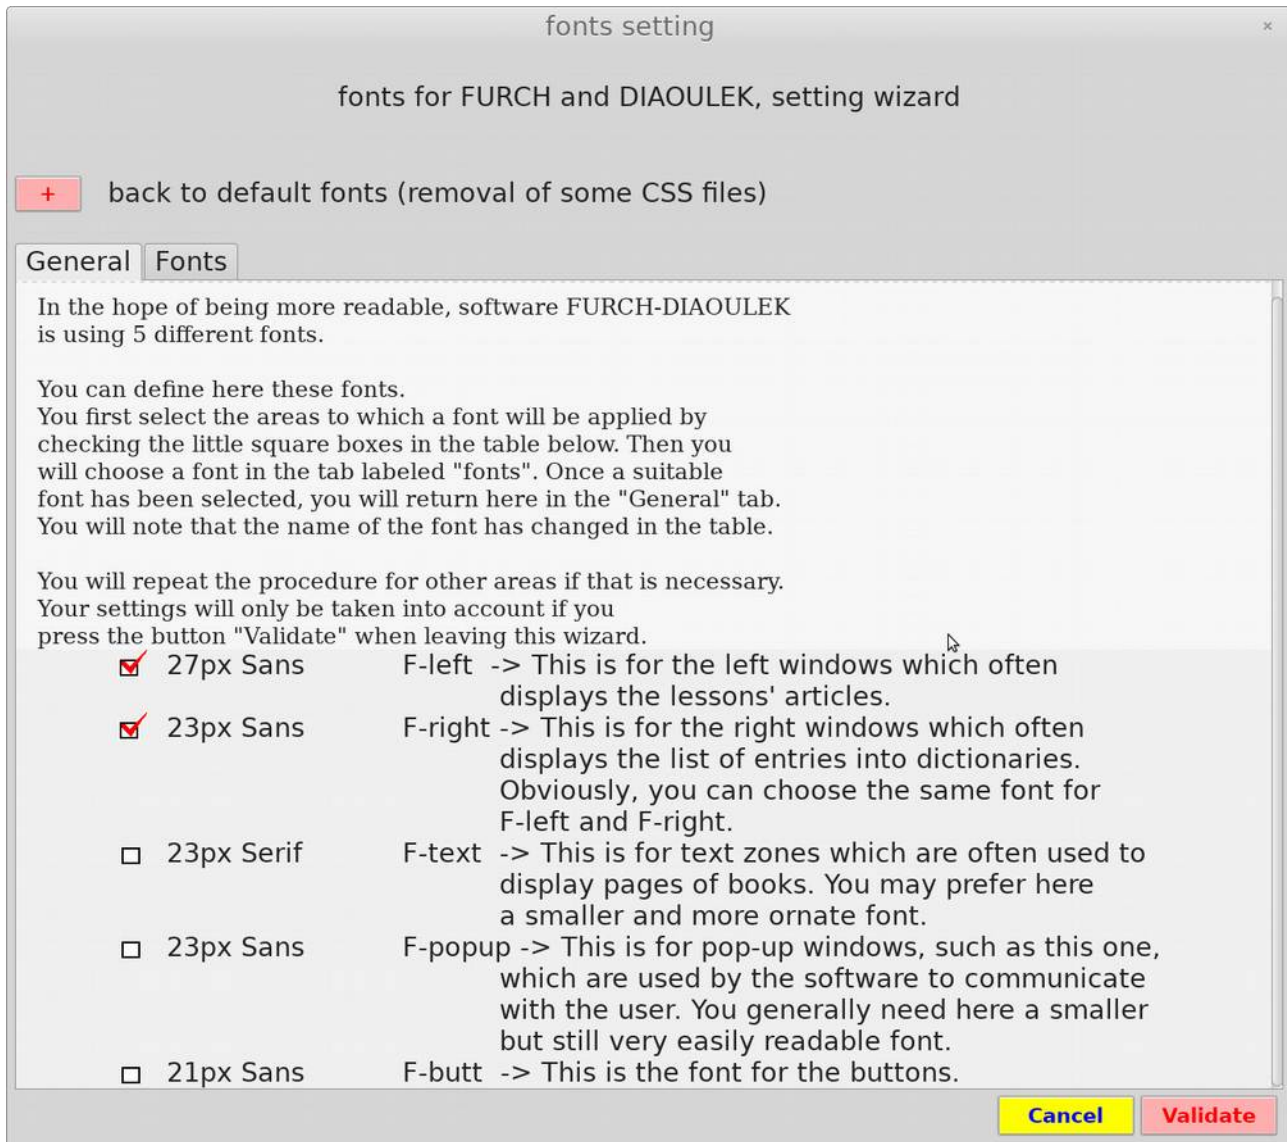 fonts setting
×
fonts for FURCH and DIAOULEK, setting wizard
+ back to default fonts (removal of some CSS files)
General Fonts
In the hope of being more readable, software FURCH-DIAOULEK
is using 5 different fonts.
You can define here these fonts.
You first select the areas to which a font will be applied by
checking the little square boxes in the table below. Then you
will choose a font in the tab labeled "fonts". Once a suitable
font has been selected, you will return here in the "General" tab.
You will note that the name of the font has changed in the table.
You will repeat the procedure for other areas if that is necessary.
Your settings will only be taken into account if you
press the button "Validate" when leaving this wizard.
27px Sans F-left -> This is for the left windows which often
displays the lessons' articles.
23px Sans F-right -> This is for the right windows which often
displays the list of entries into dictionaries.
Obviously, you can choose the same font for
F-left and F-right.
23px Serif F-text -> This is for text zones which are often used to
display pages of books. You may prefer here
a smaller and more ornate font.
23px Sans F-popup -> This is for pop-up windows, such as this one,
which are used by the software to communicate
with the user. You generally need here a smaller
but still very easily readable font.
21px Sans F-butt -> This is the font for the buttons.
Cancel Validate